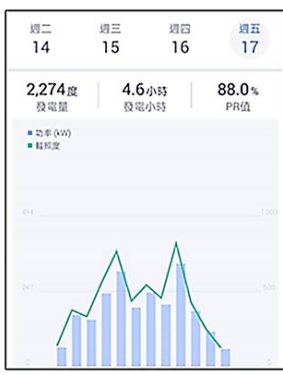 週二 週三 週四 週五
14 15 16 17
2,274度 4.6小時 88.0%
發電量 發電小時 PR值
功率(kW)
輻照度
494 1,000
247 500
0 0